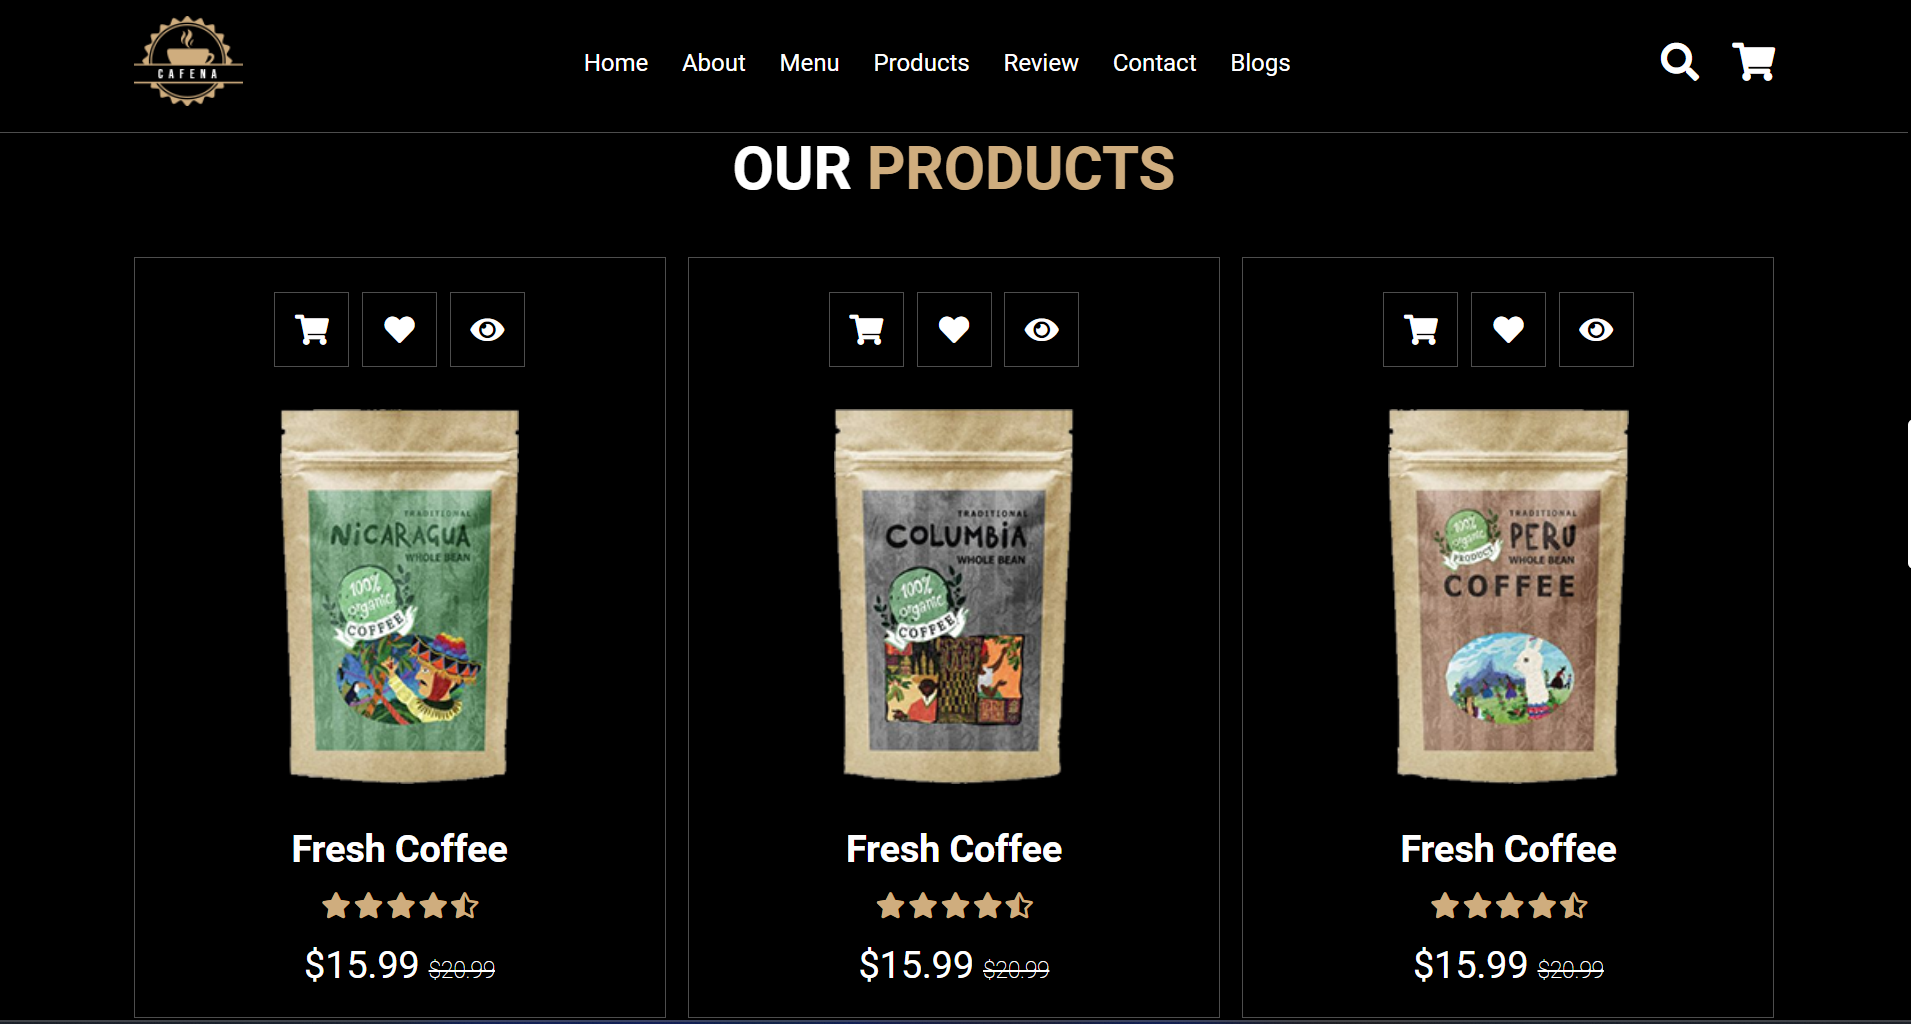 CAFENA
Home About Menu Products Review Contact Blogs
OUR PRODUCTS
TRADITIONAL
NiCARAGUA
WHOLE BEAN
100%
organic
COFFEE
Fresh Coffee
$15.99 $20.99
TRADITIONAL
COLUMBiA
WHOLE BEAN
100%
organic
COFFEE
Fresh Coffee
$15.99 $20.99
TRADITIONAL
PERU
WHOLE BEAN
100%
organic
PRODUCT
COFFEE
Fresh Coffee
$15.99 $20.99